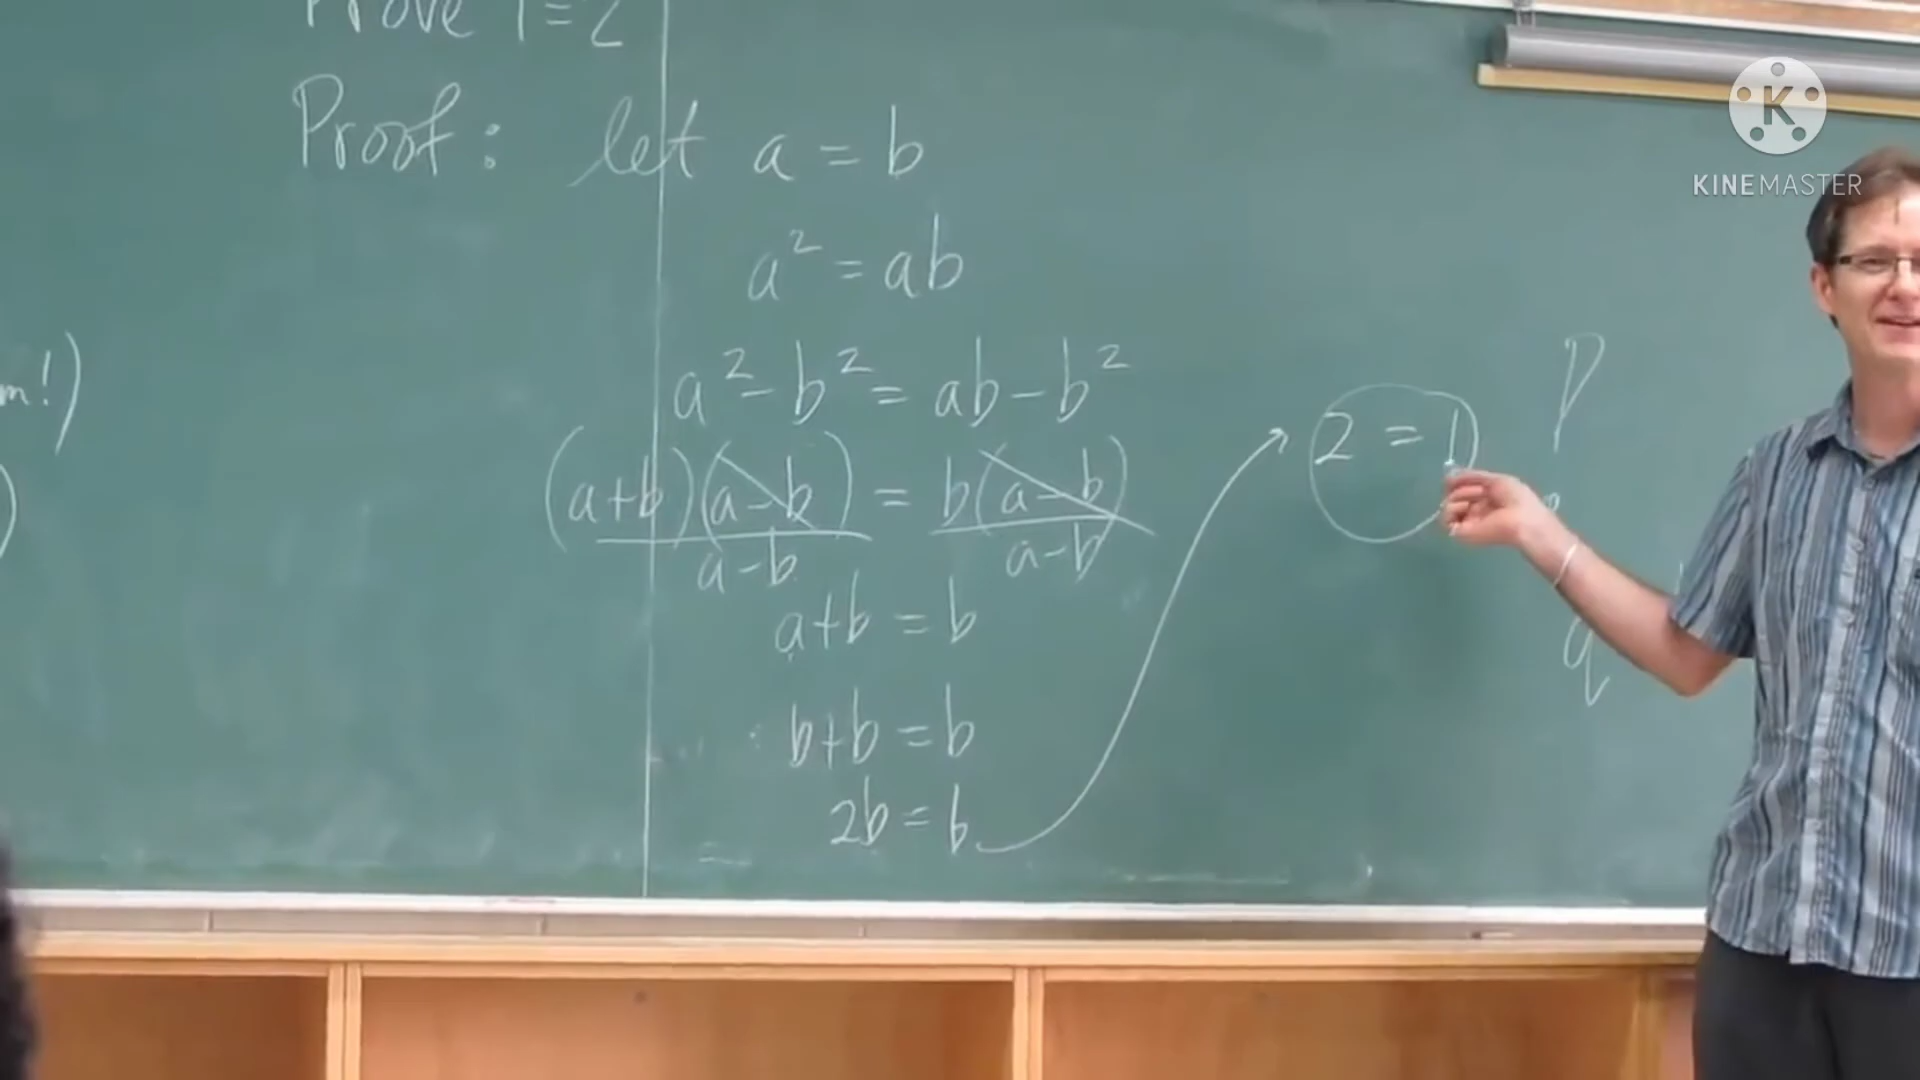 Prove 1=2
Proof: let a = b
a² = ab
a² - b² = ab - b²
(a+b)(a-b) = b(a-b)
a-b a-b
a+b = b
b+b = b
2b = b
2 = 1
m!)
)
p
q
K
KINEMASTER